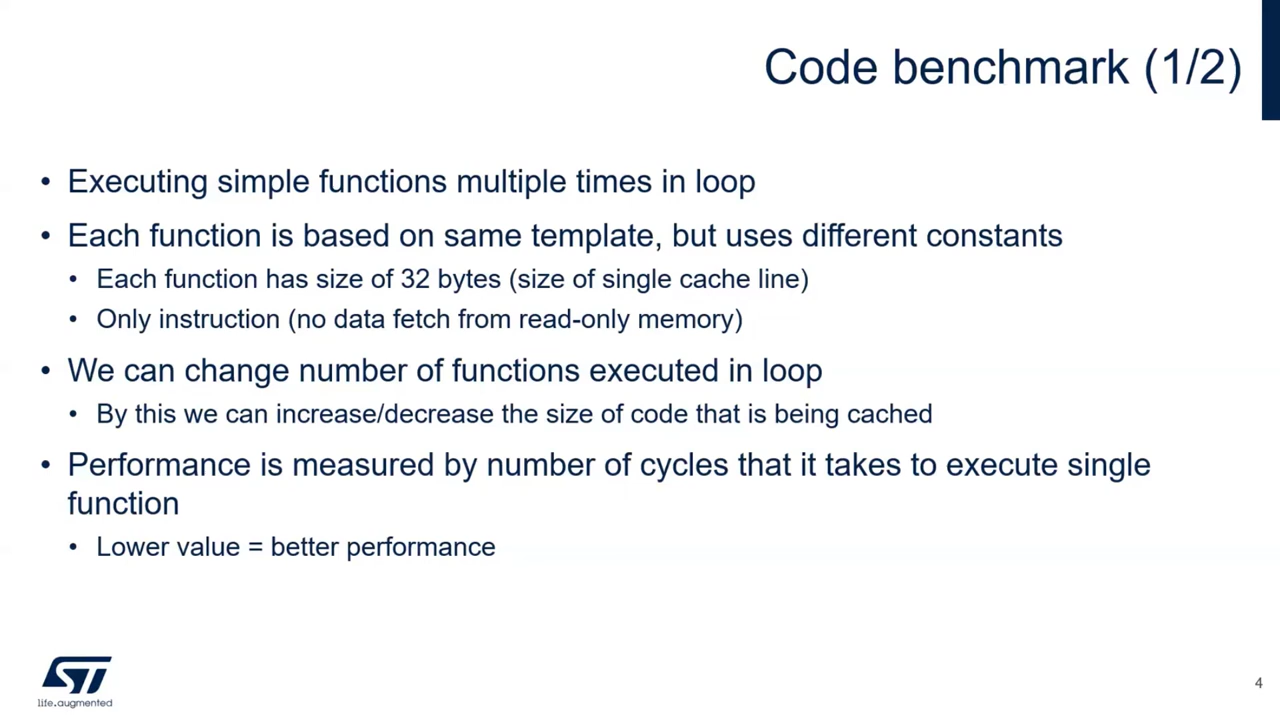 Code benchmark (1/2)
• Executing simple functions multiple times in loop
• Each function is based on same template, but uses different constants
• Each function has size of 32 bytes (size of single cache line)
• Only instruction (no data fetch from read-only memory)
• We can change number of functions executed in loop
• By this we can increase/decrease the size of code that is being cached
• Performance is measured by number of cycles that it takes to execute single
function
• Lower value = better performance
ST
life.augmented
4